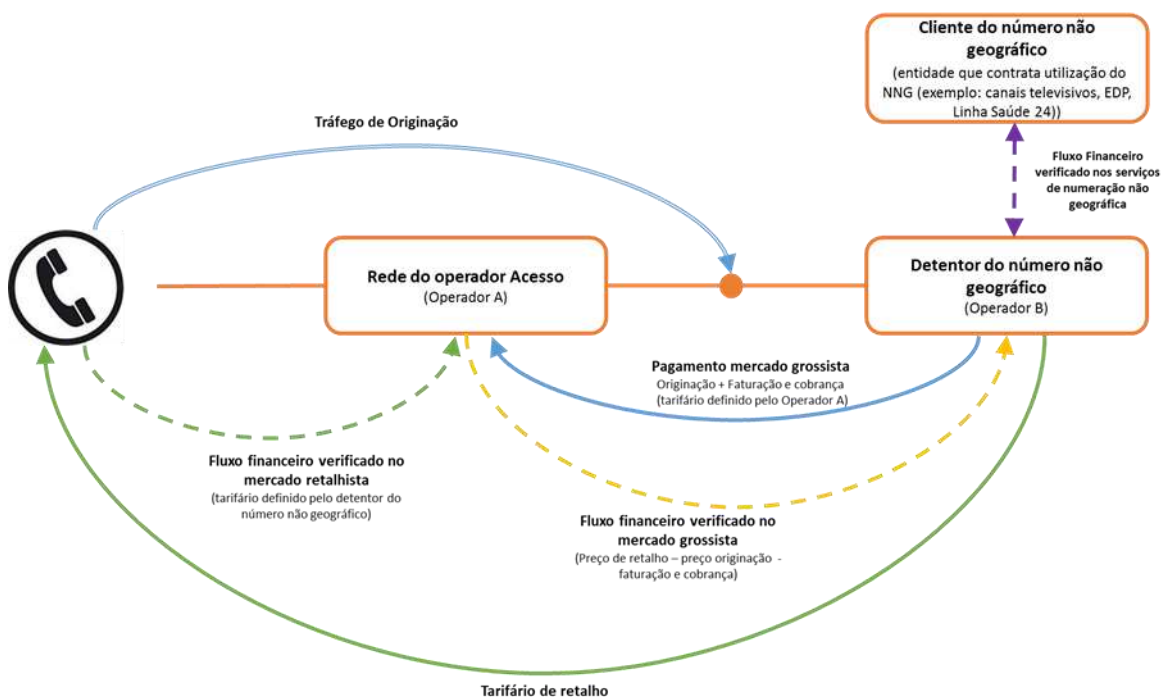 Cliente do número não
geográfico
(entidade que contrata utilização do
NNG (exemplo: canais televisivos, EDP,
Linha Saúde 24))
Tráfego de Originação
Fluxo Financeiro
verificado nos serviços
de numeração não
geográfica
Rede do operador Acesso
(Operador A)
Detentor do número não
geográfico
(Operador B)
Pagamento mercado grossista
Originação + Faturação e cobrança
(tarifário definido pelo Operador A)
Fluxo financeiro verificado no
mercado retalhista
(tarifário definido pelo detentor do
número não geográfico)
Fluxo financeiro verificado no
mercado grossista
(Preço de retalho – preço originação -
faturação e cobrança)
Tarifário de retalho